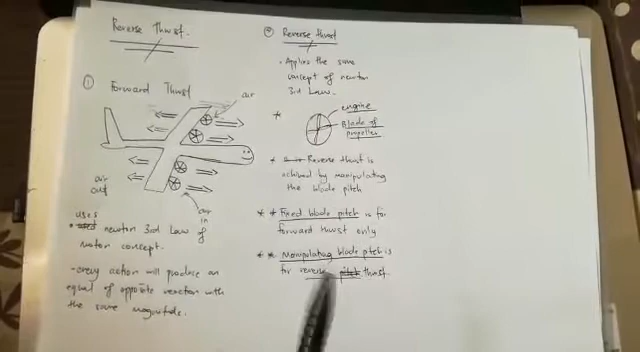 Reverse thrust.
① Forward Thrust
air
air out
air in
uses
• used newton 3rd Law of
motion concept.
- every action will produce an
equal of opposite reaction with
the same magnitude.
② Reverse thrust
• Applies the same
concept of newton
3rd Law.
*
engine
Blade of
propeller
* Reverse thrust is
achieved by manipulating
the blade pitch
* * Fixed blade pitch is for
forward thrust only
* * Manipulating blade pitch is
for reverse pitch thrust